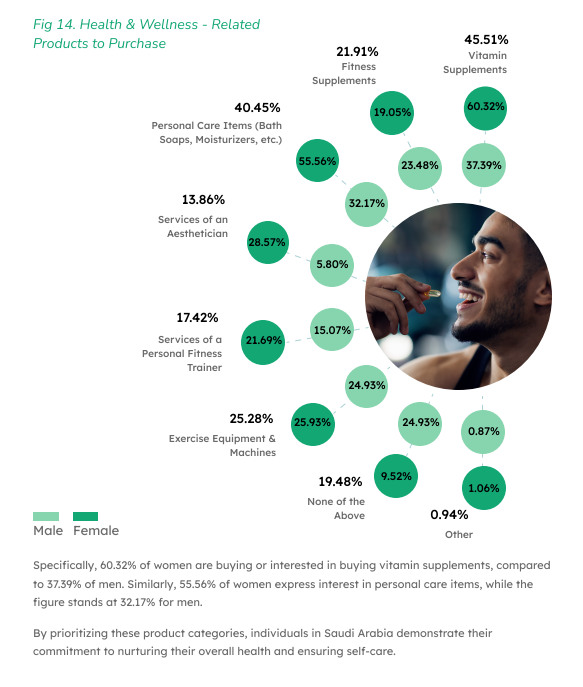 Fig 14. Health & Wellness - Related
Products to Purchase
45.51%
Vitamin
Supplements
60.32%
37.39%
21.91%
Fitness
Supplements
19.05%
23.48%
40.45%
Personal Care Items (Bath
Soaps, Moisturizers, etc.)
55.56%
32.17%
13.86%
Services of an
Aesthetician
28.57%
5.80%
17.42%
Services of a
Personal Fitness
Trainer
21.69%
15.07%
25.28%
Exercise Equipment &
Machines
25.93%
24.93%
19.48%
None of the
Above
9.52%
24.93%
0.94%
Other
1.06%
0.87%
Male
Female
Specifically, 60.32% of women are buying or interested in buying vitamin supplements, compared
to 37.39% of men. Similarly, 55.56% of women express interest in personal care items, while the
figure stands at 32.17% for men.
By prioritizing these product categories, individuals in Saudi Arabia demonstrate their
commitment to nurturing their overall health and ensuring self-care.